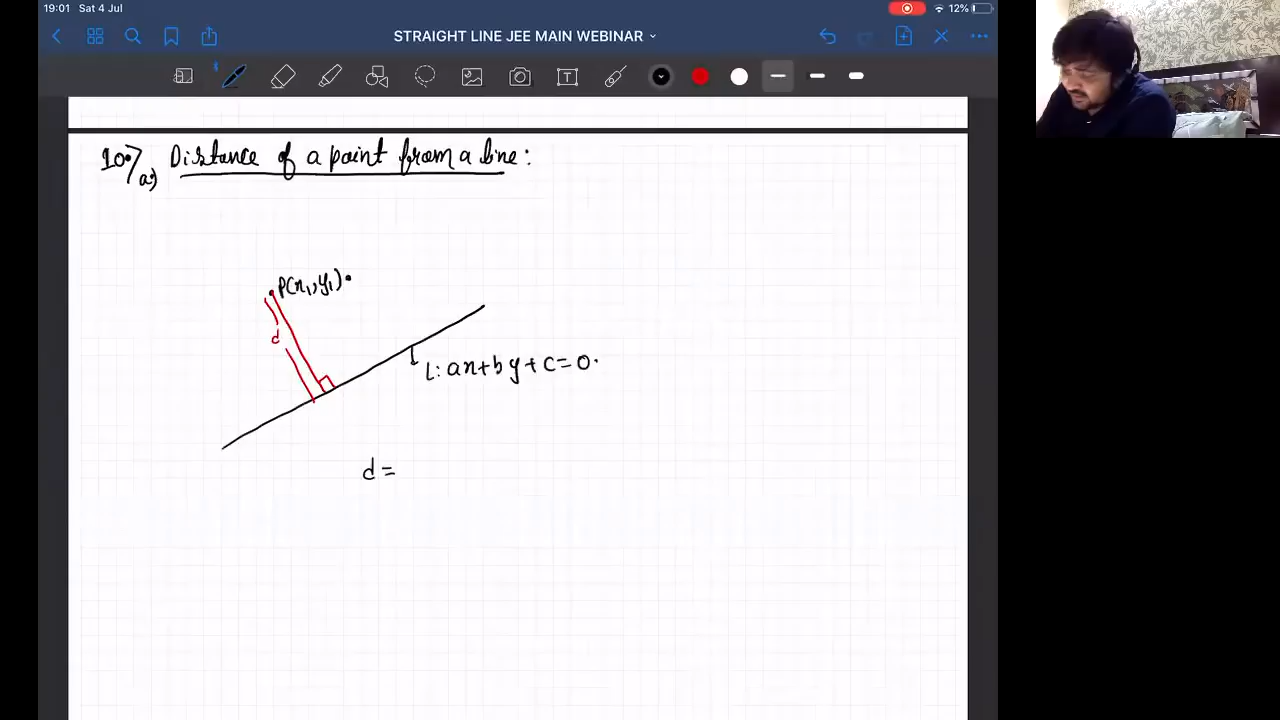 19:01 Sat 4 Jul
12%
STRAIGHT LINE JEE MAIN WEBINAR
T
10% a.) Distance of a point from a line:
P(x₁, y₁).
d
L: ax+by+c=0.
d=